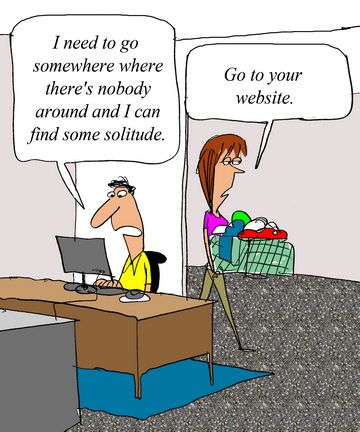 I need to go
somewhere where
there's nobody
around and I can
find some solitude.
Go to your
website.